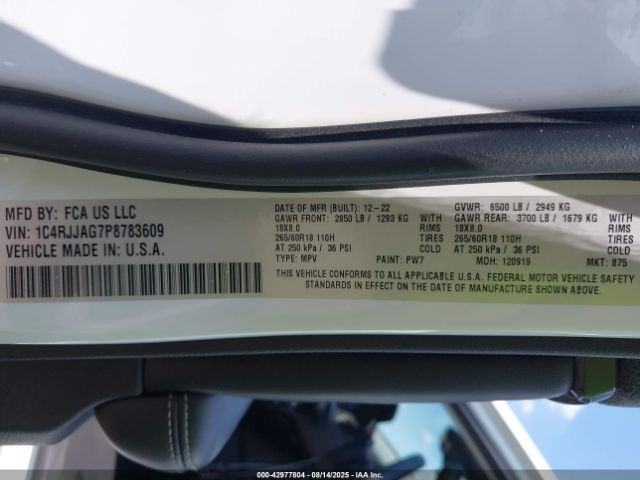 MFD BY: FCA US LLC
VIN: 1C4RJJAG7P8783609
VEHICLE MADE IN: U.S.A.
DATE OF MFR (BUILT): 12-22 GVWR: 6500 LB / 2949 KG
GAWR FRONT: 2850 LB / 1293 KG WITH GAWR REAR: 3700 LB / 1679 KG WITH
18X8.0 RIMS 18X8.0 RIMS
265/60R18 110H TIRES 265/60R18 110H TIRES
AT 250 kPa / 36 PSI COLD AT 250 kPa / 36 PSI COLD
TYPE: MPV PAINT: PW7 MDH: 120919 MKT: 875
THIS VEHICLE CONFORMS TO ALL APPLICABLE U.S.A. FEDERAL MOTOR VEHICLE SAFETY
STANDARDS IN EFFECT ON THE DATE OF MANUFACTURE SHOWN ABOVE.
000-42977804 - 08/14/2025 - IAAI.COM